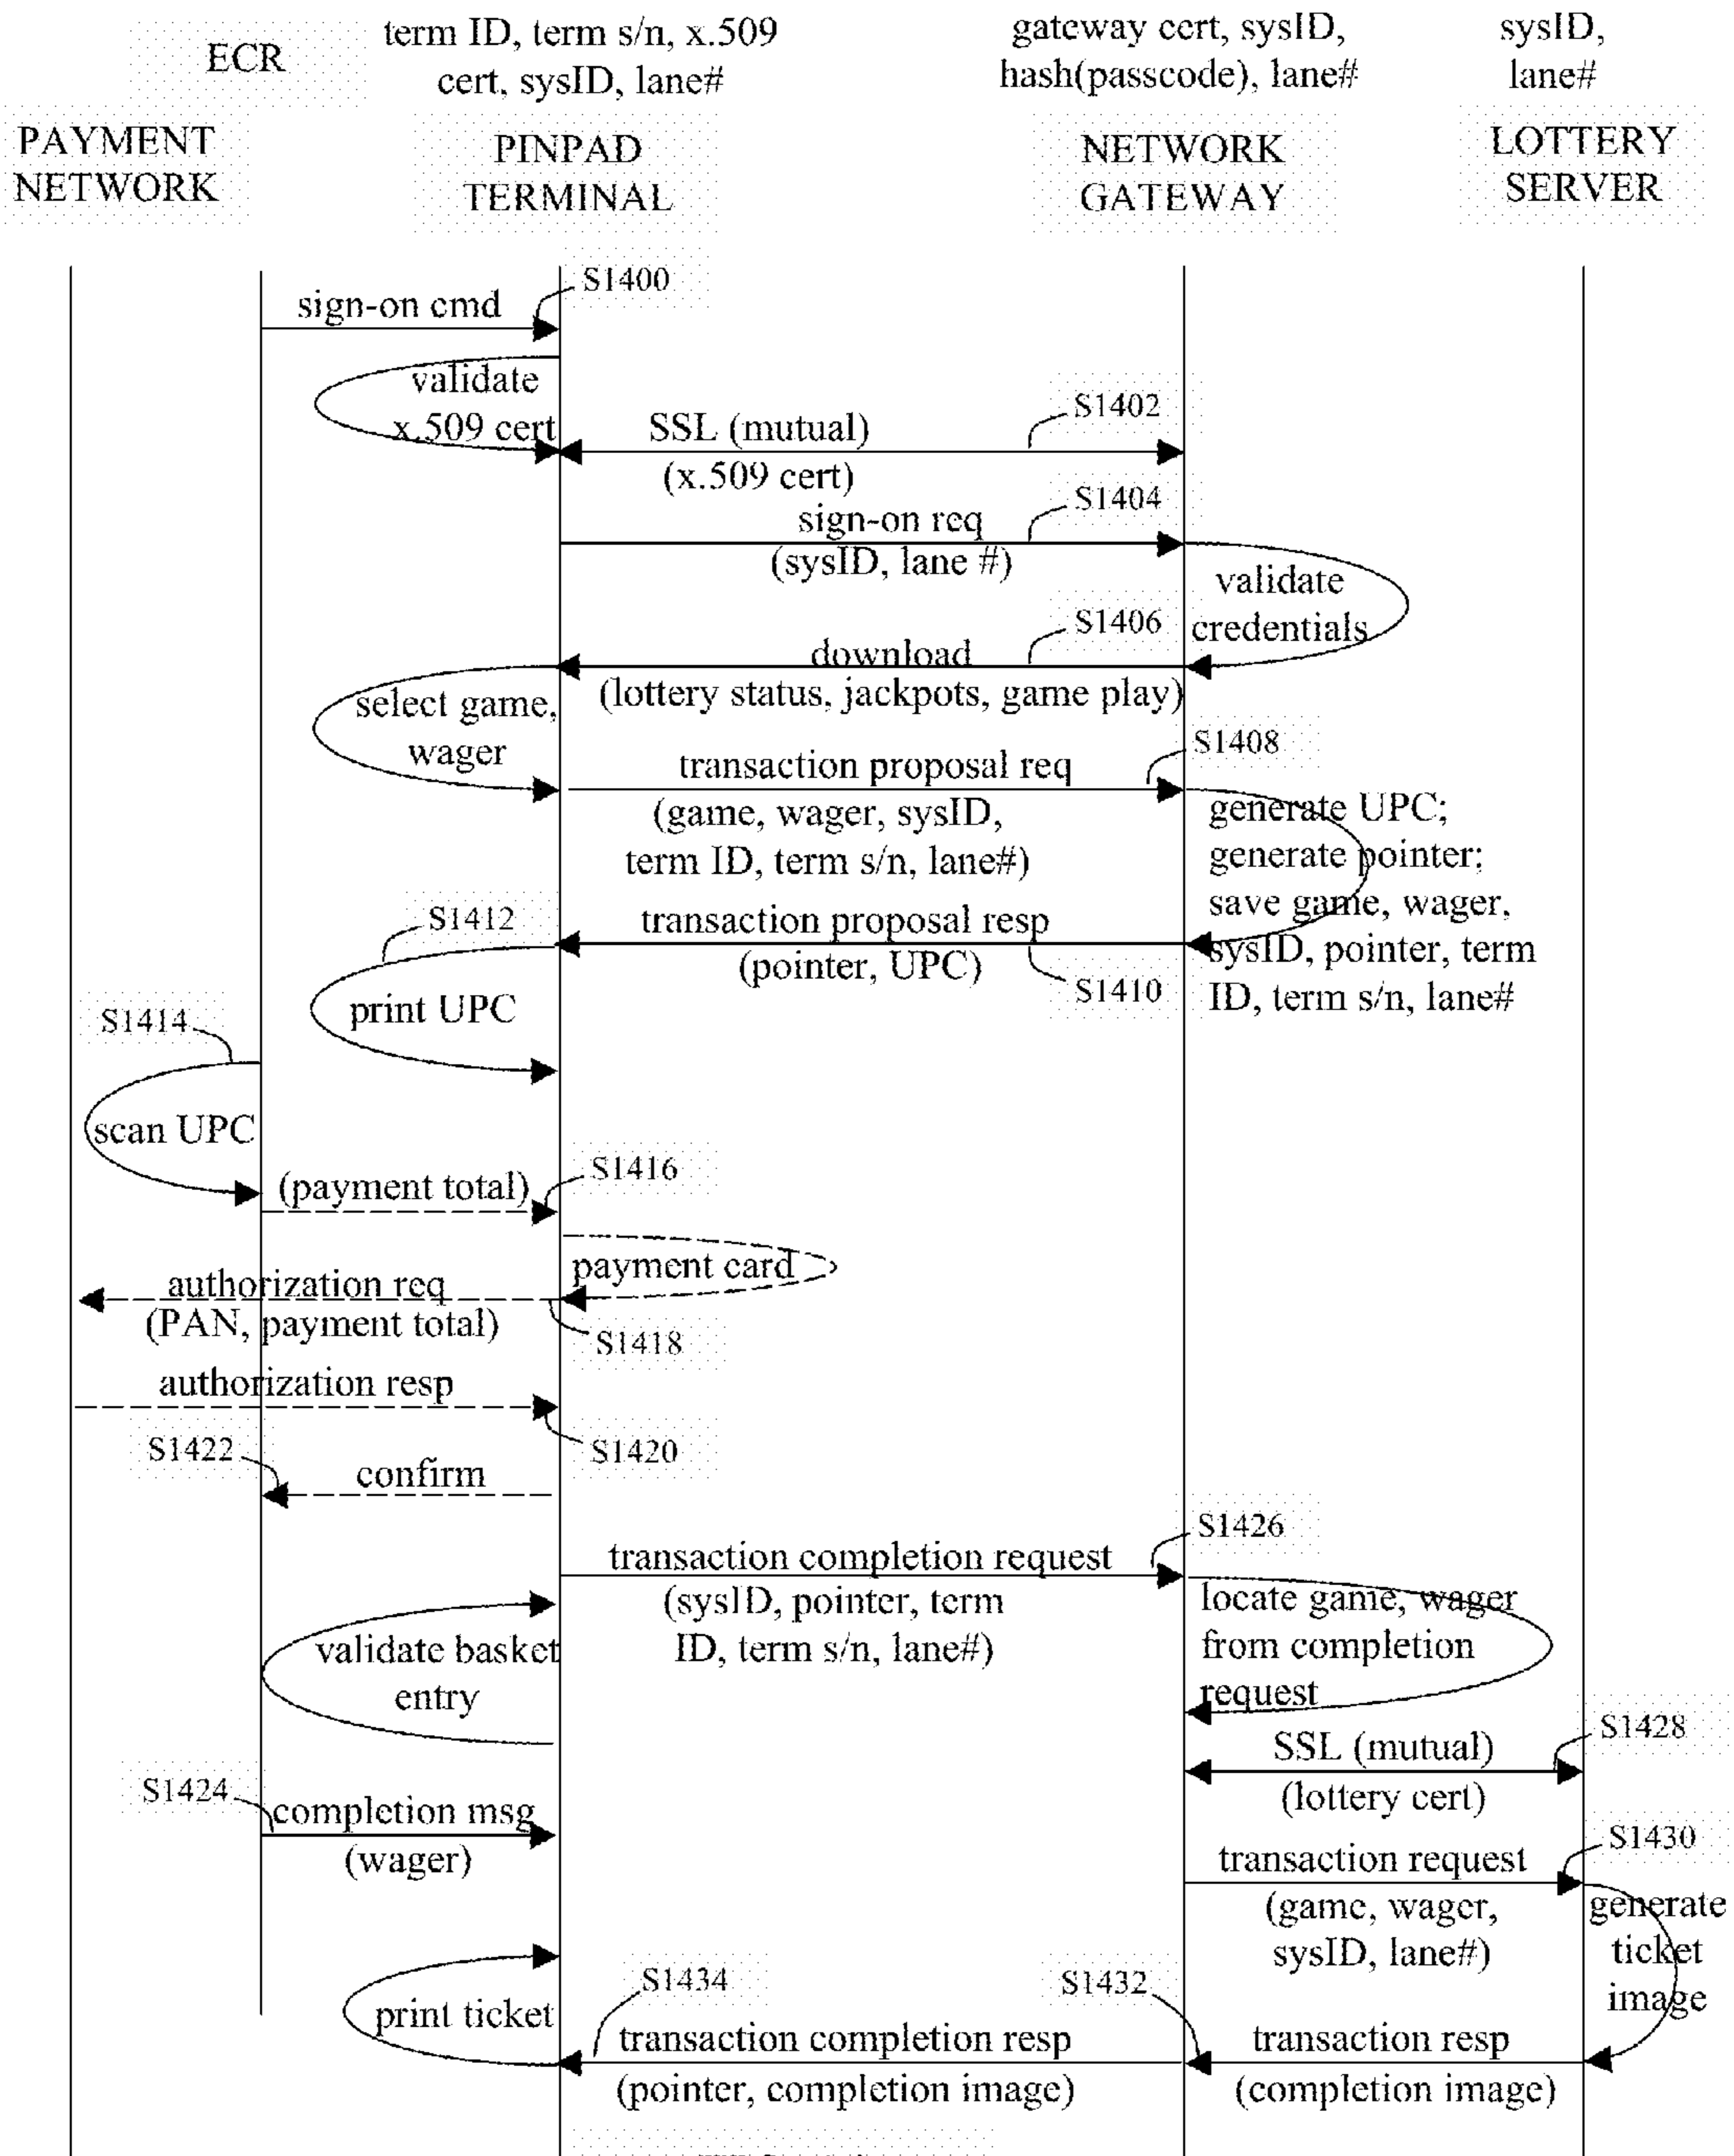 ECR
term ID, term s/n, x.509
cert, sysID, lane#
gateway cert, sysID,
hash(passcode), lane#
sysID,
lane#
PAYMENT
NETWORK
PINPAD
TERMINAL
NETWORK
GATEWAY
LOTTERY
SERVER
sign-on cmd
S1400
validate
x.509 cert
SSL (mutual)
(x.509 cert)
S1402
sign-on req
(sysID, lane #)
S1404
validate
credentials
S1406
download
(lottery status, jackpots, game play)
select game,
wager
S1408
transaction proposal req
(game, wager, sysID,
term ID, term s/n, lane#)
generate UPC;
generate pointer;
save game, wager,
sysID, pointer, term
ID, term s/n, lane#
S1412
transaction proposal resp
(pointer, UPC)
S1410
print UPC
S1414
scan UPC
(payment total)
S1416
payment card
authorization req
(PAN, payment total)
S1418
authorization resp
S1420
S1422
confirm
S1426
transaction completion request
(sysID, pointer, term
ID, term s/n, lane#)
locate game, wager
from completion
request
validate basket
entry
S1428
SSL (mutual)
(lottery cert)
S1424
completion msg
(wager)
S1430
transaction request
(game, wager,
sysID, lane#)
generate
ticket
image
S1434
S1432
print ticket
transaction completion resp
(pointer, completion image)
transaction resp
(completion image)